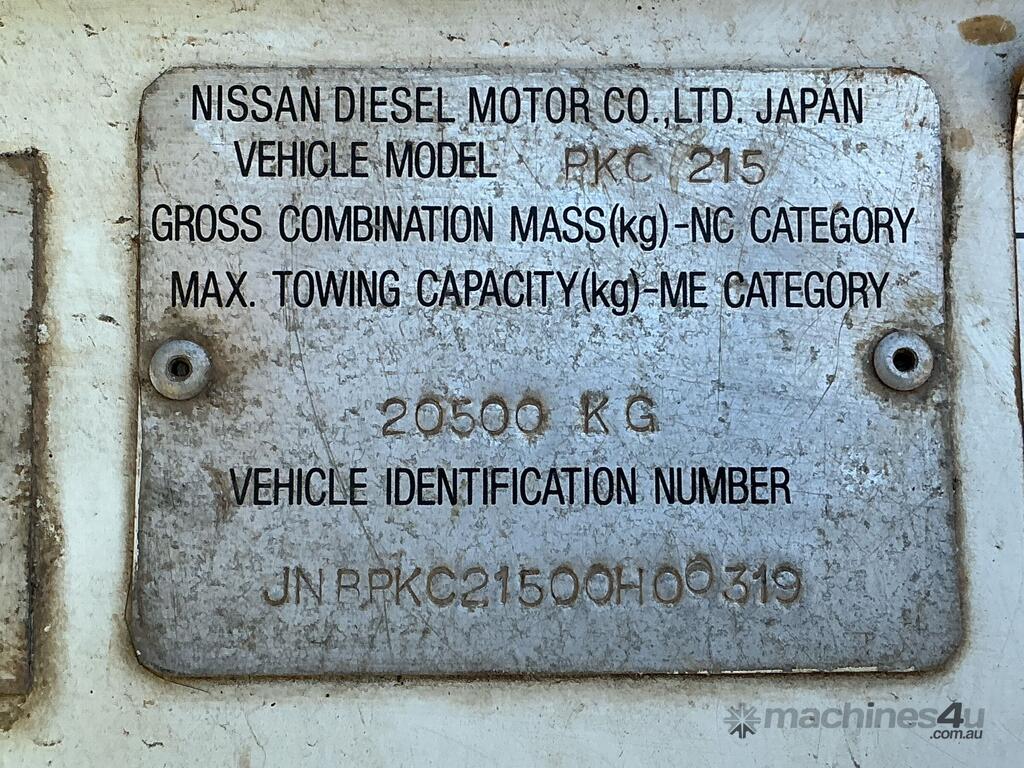 NISSAN DIESEL MOTOR CO.,LTD. JAPAN
VEHICLE MODEL PKC 215
GROSS COMBINATION MASS(kg)-NC CATEGORY
MAX. TOWING CAPACITY(kg)-ME CATEGORY
20500 KG
VEHICLE IDENTIFICATION NUMBER
JNBPKC21500H00319
machines4u
.com.au